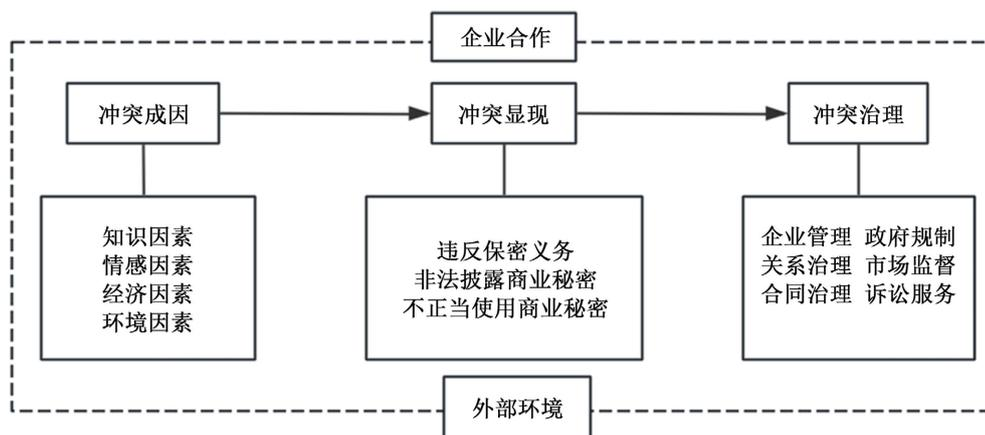 企业合作
冲突成因
冲突显现
冲突治理
知识因素
情感因素
经济因素
环境因素
违反保密义务
非法披露商业秘密
不正当使用商业秘密
企业管理 政府规制
关系治理 市场监督
合同治理 诉讼服务
外部环境